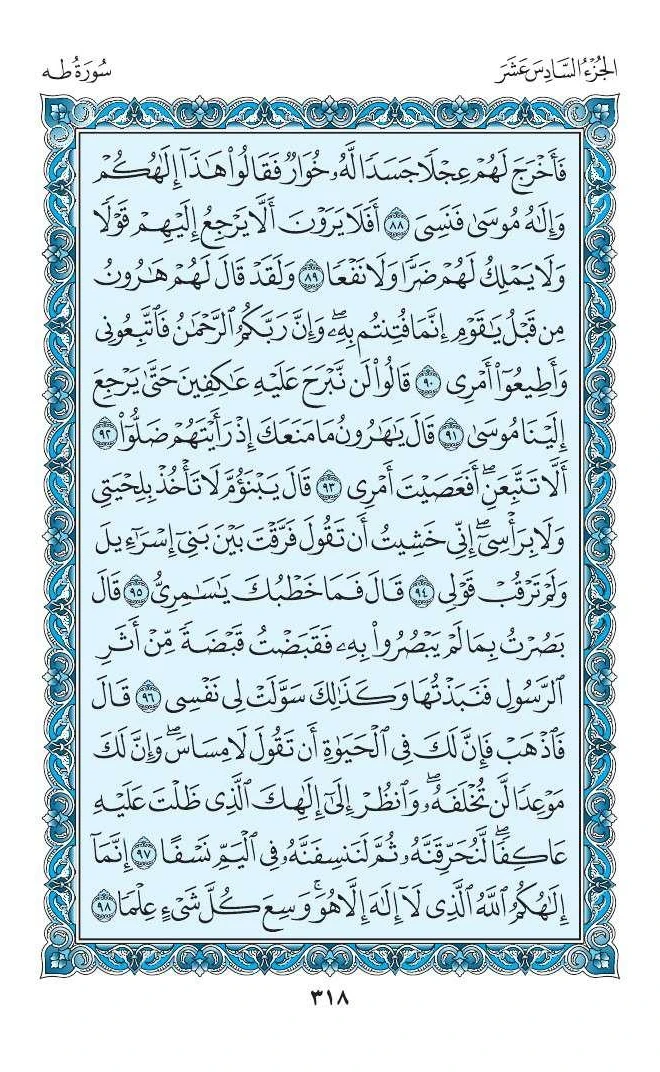 الجُزْءُ السَّادِسَ عَشَرَ
سُورَةُ طه
فَأَخْرَجَ لَهُمْ عِجْلًا جَسَدًا لَّهُۥ خُوَارٌ فَقَالُوا۟ هَـٰذَآ إِلَـٰهُكُمْ
وَإِلَـٰهُ مُوسَىٰ فَنَسِىَ ٨٨ أَفَلَا يَرَوْنَ أَلَّا يَرْجِعُ إِلَيْهِمْ قَوْلًا
وَلَا يَمْلِكُ لَهُمْ ضَرًّا وَلَا نَفْعًا ٨٩ وَلَقَدْ قَالَ لَهُمْ هَـٰرُونُ
مِن قَبْلُ يَـٰقَوْمِ إِنَّمَا فُتِنتُم بِهِۦۖ وَإِنَّ رَبَّكُمُ ٱلرَّحْمَـٰنُ فَٱتَّبِعُونِى
وَأَطِيعُوٓا۟ أَمْرِى ٩٠ قَالُوا۟ لَن نَّبْرَحَ عَلَيْهِ عَـٰكِفِينَ حَتَّىٰ يَرْجِعَ
إِلَيْنَا مُوسَىٰ ٩١ قَالَ يَـٰهَـٰرُونُ مَا مَنَعَكَ إِذْ رَأَيْتَهُمْ ضَلُّوٓا۟ ٩٢
أَلَّا تَتَّبِعَنِۖ أَفَعَصَيْتَ أَمْرِى ٩٣ قَالَ يَبْنَؤُمَّ لَا تَأْخُذْ بِلِحْيَتِى
وَلَا بِرَأْسِىٓۖ إِنِّى خَشِيتُ أَن تَقُولَ فَرَّقْتَ بَيْنَ بَنِىٓ إِسْرَٰٓءِيلَ
وَلَمْ تَرْقُبْ قَوْلِى ٩٤ قَالَ فَمَا خَطْبُكَ يَـٰسَـٰمِرِىُّ ٩٥ قَالَ
بَصُرْتُ بِمَا لَمْ يَبْصُرُوا۟ بِهِۦ فَقَبَضْتُ قَبْضَةً مِّنْ أَثَرِ
ٱلرَّسُولِ فَنَبَذْتُهَا وَكَذَٰلِكَ سَوَّلَتْ لِى نَفْسِى ٩٦ قَالَ
فَٱذْهَبْ فَإِنَّ لَكَ فِى ٱلْحَيَوٰةِ أَن تَقُولَ لَا مِسَاسَۖ وَإِنَّ لَكَ
مَوْعِدًا لَّن تُخْلَفَهُۥۖ وَٱنظُرْ إِلَىٰٓ إِلَـٰهِكَ ٱلَّذِى ظَلْتَ عَلَيْهِ
عَاكِفًاۖ لَّنُحَرِّقَنَّهُۥ ثُمَّ لَنَنسِفَنَّهُۥ فِى ٱلْيَمِّ نَسْفًا ٩٧ إِنَّمَآ
إِلَـٰهُكُمُ ٱللَّهُ ٱلَّذِى لَآ إِلَـٰهَ إِلَّا هُوَۚ وَسِعَ كُلَّ شَىْءٍ عِلْمًا ٩٨
٣١٨